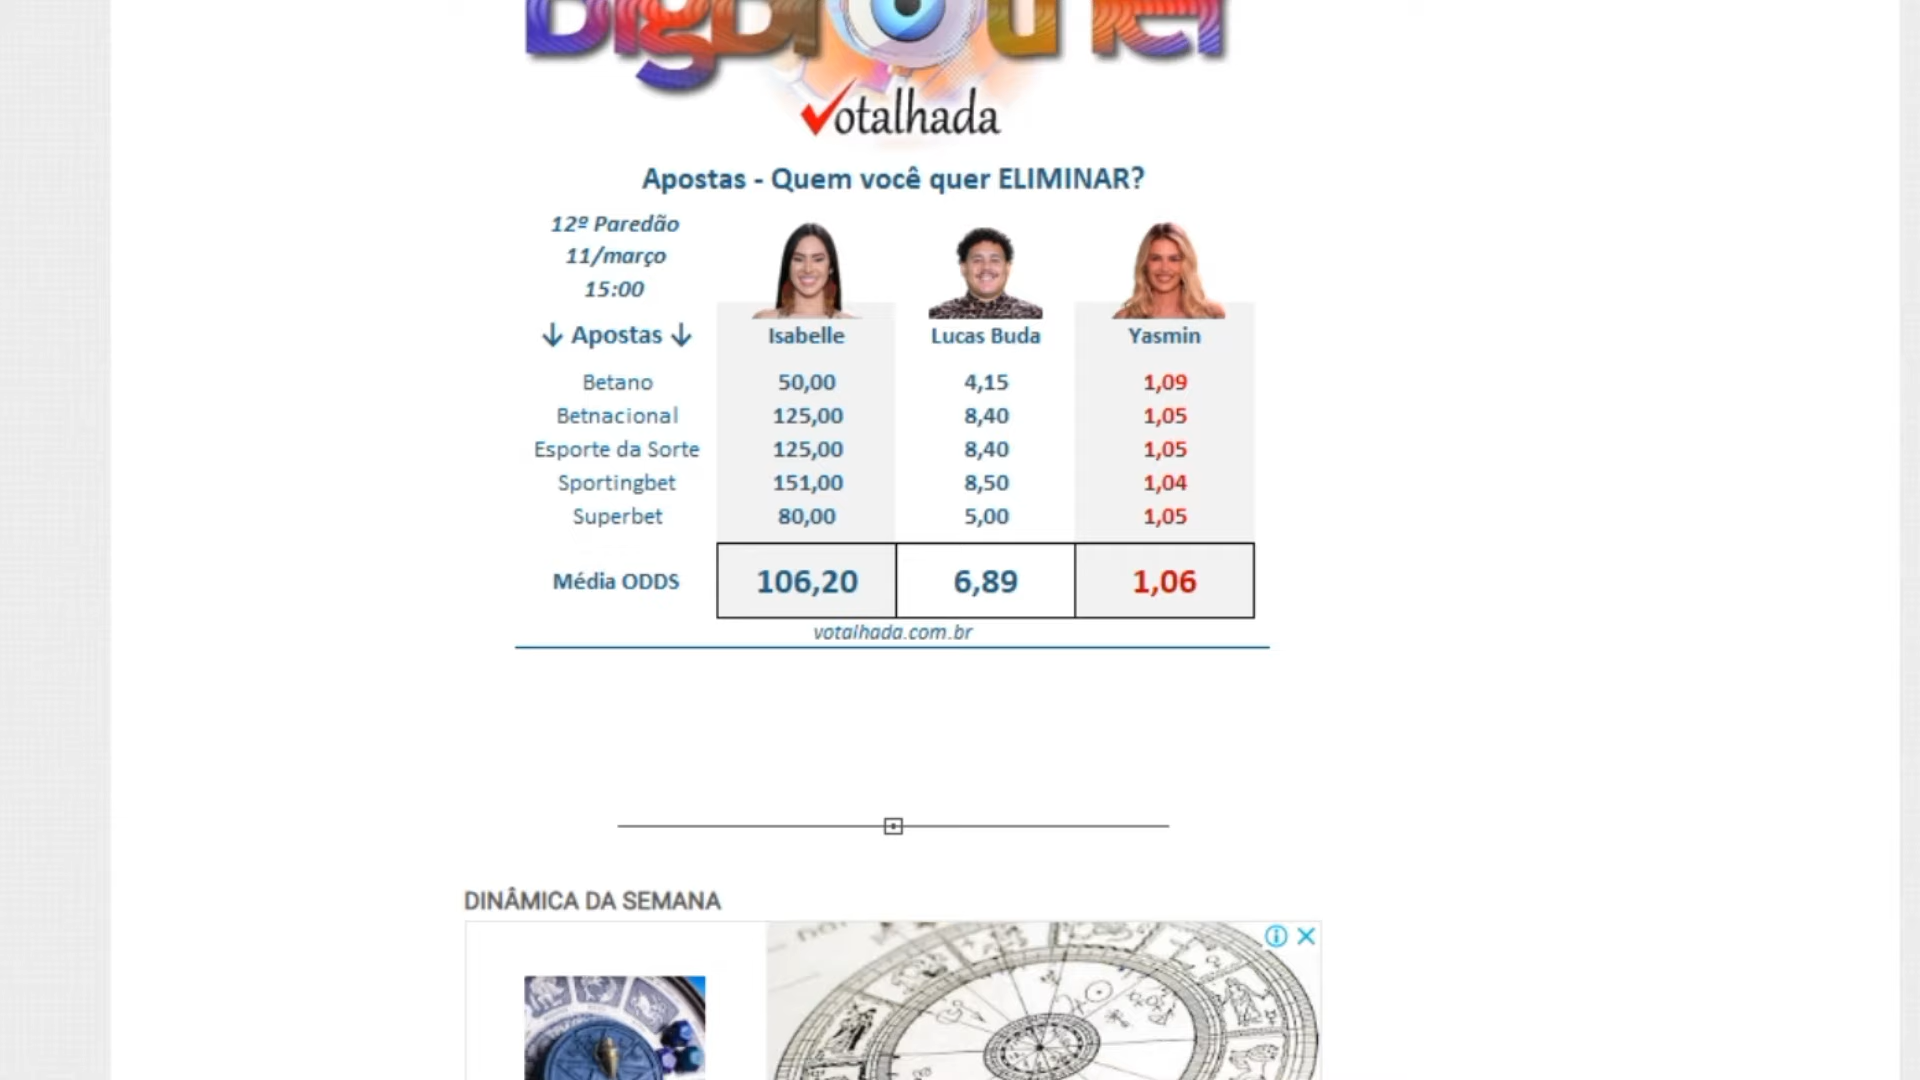 Votalhada
Apostas - Quem você quer ELIMINAR?
12º Paredão
11/março
15:00
↓ Apostas ↓ Isabelle Lucas Buda Yasmin
Betano 50,00 4,15 1,09
Betnacional 125,00 8,40 1,05
Esporte da Sorte 125,00 8,40 1,05
Sportingbet 151,00 8,50 1,04
Superbet 80,00 5,00 1,05
Média ODDS 106,20 6,89 1,06
votalhada.com.br
DINÂMICA DA SEMANA